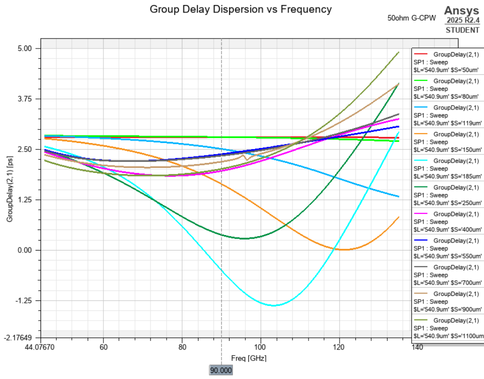 Group Delay Dispersion vs Frequency
50ohm G-CPW
Ansys
2025 R2.4
STUDENT
5.00
3.75
2.50
1.25
0.00
-1.25
-2.17649
GroupDelay(2,1) [ps]
44.07670
60
80
100
120
140
Freq [GHz]
90.000
GroupDelay(2,1)
SP1 : Sweep
$L='540.9um' $S='50um'
GroupDelay(2,1)
SP1 : Sweep
$L='540.9um' $S='80um'
GroupDelay(2,1)
SP1 : Sweep
$L='540.9um' $S='119um'
GroupDelay(2,1)
SP1 : Sweep
$L='540.9um' $S='150um'
GroupDelay(2,1)
SP1 : Sweep
$L='540.9um' $S='185um'
GroupDelay(2,1)
SP1 : Sweep
$L='540.9um' $S='250um'
GroupDelay(2,1)
SP1 : Sweep
$L='540.9um' $S='400um'
GroupDelay(2,1)
SP1 : Sweep
$L='540.9um' $S='550um'
GroupDelay(2,1)
SP1 : Sweep
$L='540.9um' $S='700um'
GroupDelay(2,1)
SP1 : Sweep
$L='540.9um' $S='900um'
GroupDelay(2,1)
SP1 : Sweep
$L='540.9um' $S='1100um'